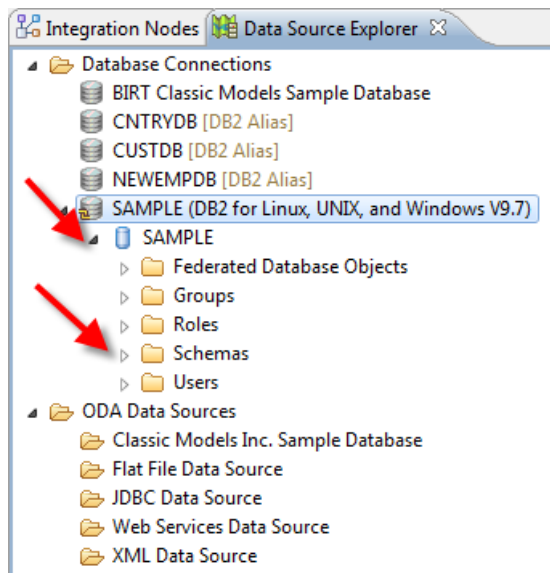 Integration Nodes Data Source Explorer
Database Connections
BIRT Classic Models Sample Database
CNTRYDB [DB2 Alias]
CUSTDB [DB2 Alias]
NEWEMPDB [DB2 Alias]
SAMPLE (DB2 for Linux, UNIX, and Windows V9.7)
SAMPLE
Federated Database Objects
Groups
Roles
Schemas
Users
ODA Data Sources
Classic Models Inc. Sample Database
Flat File Data Source
JDBC Data Source
Web Services Data Source
XML Data Source